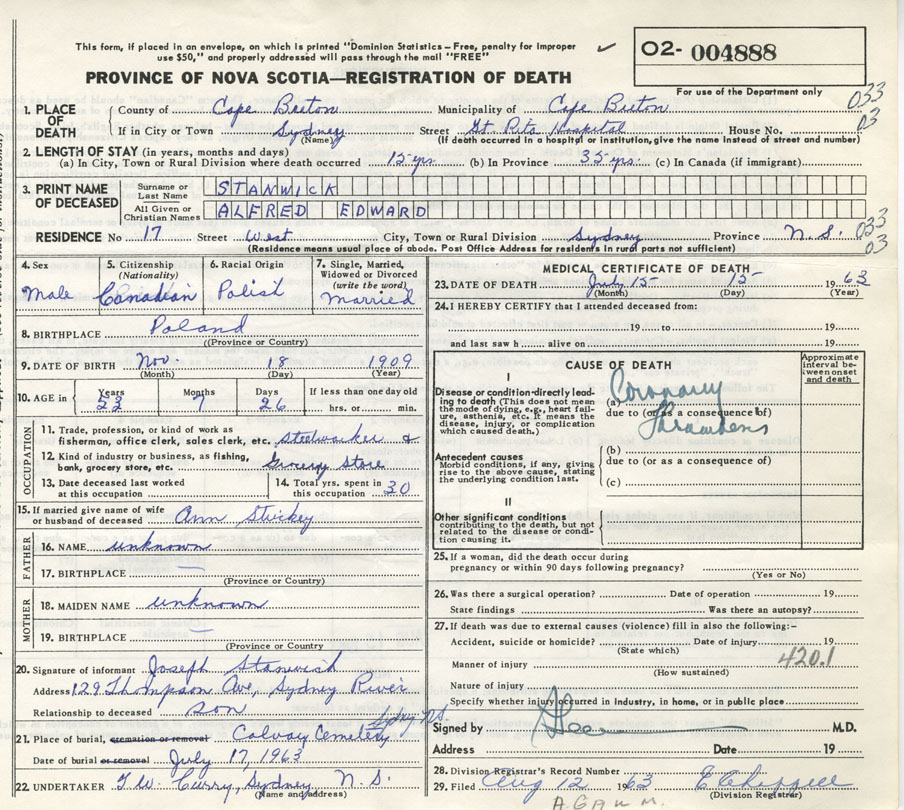 This form, if placed in an envelope, on which is printed "Dominion Statistics – Free, penalty for improper
use $50," and properly addressed will pass through the mail "FREE"
✓
O2- 004888
PROVINCE OF NOVA SCOTIA—REGISTRATION OF DEATH
For use of the Department only
1. PLACE OF DEATH { County of Cape Breton Municipality of Cape Breton 033
If in City or Town Sydney (Name) Street St. Rita Hospital House No. 03
(If death occurred in a hospital or institution, give the name instead of street and number)
2. LENGTH OF STAY (in years, months and days)
(a) In City, Town or Rural Division where death occurred 15 yrs (b) In Province 35 yrs. (c) In Canada (if immigrant)
3. PRINT NAME OF DECEASED { Surname or Last Name STANWICK
All Given or Christian Names ALFRED EDWARD
RESIDENCE No 17 Street West City, Town or Rural Division Sydney Province N.S. 033
03
(Residence means usual place of abode. Post Office Address for residents in rural parts not sufficient)
4. Sex Male
5. Citizenship (Nationality) Canadian
6. Racial Origin Polish
7. Single, Married, Widowed or Divorced (write the word) married
8. BIRTHPLACE Poland
(Province or Country)
9. DATE OF BIRTH Nov. 18 1909
(Month) (Day) (Year)
10. AGE in { Years 53 Months 7 Days 26 If less than one day old
hrs. or min.
OCCUPATION
11. Trade, profession, or kind of work as
fisherman, office clerk, sales clerk, etc. steelworker &
12. Kind of industry or business, as fishing,
bank, grocery store, etc. Grocery Store
13. Date deceased last worked
at this occupation
14. Total yrs. spent in
this occupation 30
15. If married give name of wife
or husband of deceased Ann
FATHER
16. NAME unknown
17. BIRTHPLACE —
(Province or Country)
MOTHER
18. MAIDEN NAME unknown
19. BIRTHPLACE —
(Province or Country)
20. Signature of informant Joseph Stanwick
Address 129 Thompson Ave, Sydney River
Relationship to deceased son
21. Place of burial, cremation or removal Calvary Cemetery Sydney N.S.
Date of burial or removal July 17, 1963
22. UNDERTAKER T.W. Curry, Sydney, N.S.
(Name and address)
MEDICAL CERTIFICATE OF DEATH
23. DATE OF DEATH July 15 15 1963
(Month) (Day) (Year)
24. I HEREBY CERTIFY that I attended deceased from:
19 to 19
and last saw h alive on 19
CAUSE OF DEATH
Approximate interval between onset and death
I
Disease or condition directly leading
to death (This does not mean
the mode of dying, e.g., heart failure,
asthenia, etc. It means the
disease, injury, or complication
which caused death.)
(a) Coronary
due to (or as a consequence of)
Thrombosis
Antecedent causes
Morbid conditions, if any, giving
rise to the above cause, stating
the underlying condition last.
(b)
due to (or as a consequence of)
(c)
II
Other significant conditions
contributing to the death, but not
related to the disease or condition
causing it.
25. If a woman, did the death occur during
pregnancy or within 90 days following pregnancy?
(Yes or No)
26. Was there a surgical operation? Date of operation 19
State findings Was there an autopsy?
27. If death was due to external causes (violence) fill in also the following:-
Accident, suicide or homicide? Date of injury 19
(State which)
Manner of injury 420.1
(How sustained)
Nature of injury
Specify whether injury occurred in industry, in home, or in public place
Signed by M.D.
Address Date 19
28. Division Registrar's Record Number
29. Filed Aug 12 1963
(Division Registrar)